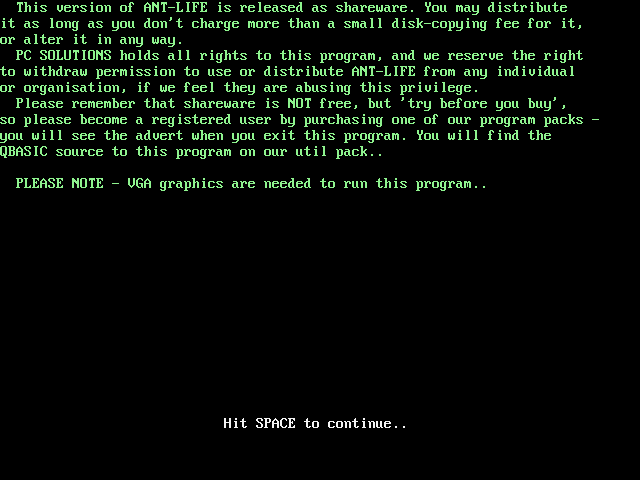 This version of ANT-LIFE is released as shareware. You may distribute
it as long as you don't charge more than a small disk-copying fee for it,
or alter it in any way.
PC SOLUTIONS holds all rights to this program, and we reserve the right
to withdraw permission to use or distribute ANT-LIFE from any individual
or organisation, if we feel they are abusing this privilege.
Please remember that shareware is NOT free, but 'try before you buy',
so please become a registered user by purchasing one of our program packs -
you will see the advert when you exit this program. You will find the
QBASIC source to this program on our util pack..
PLEASE NOTE - VGA graphics are needed to run this program..
Hit SPACE to continue..